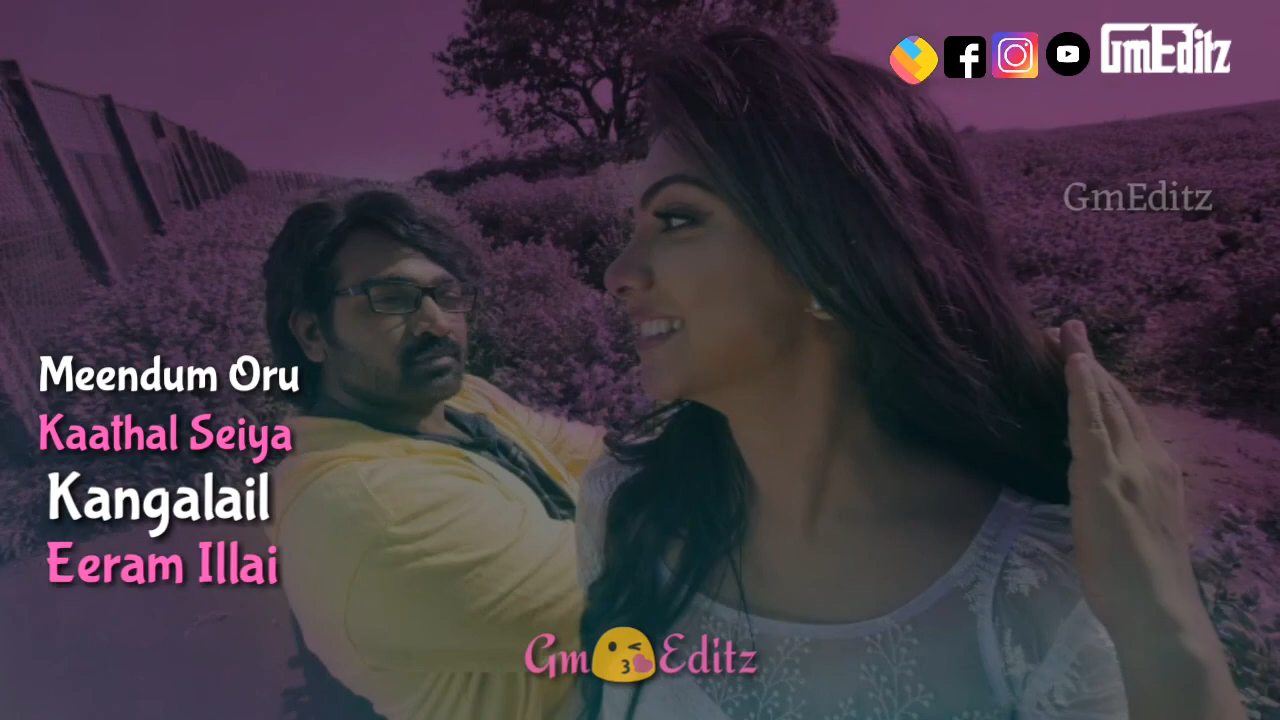 GmEditz
GmEditz
Meendum Oru
Kaathal Seiya
Kangalail
Eeram Illai
Gm😘Editz